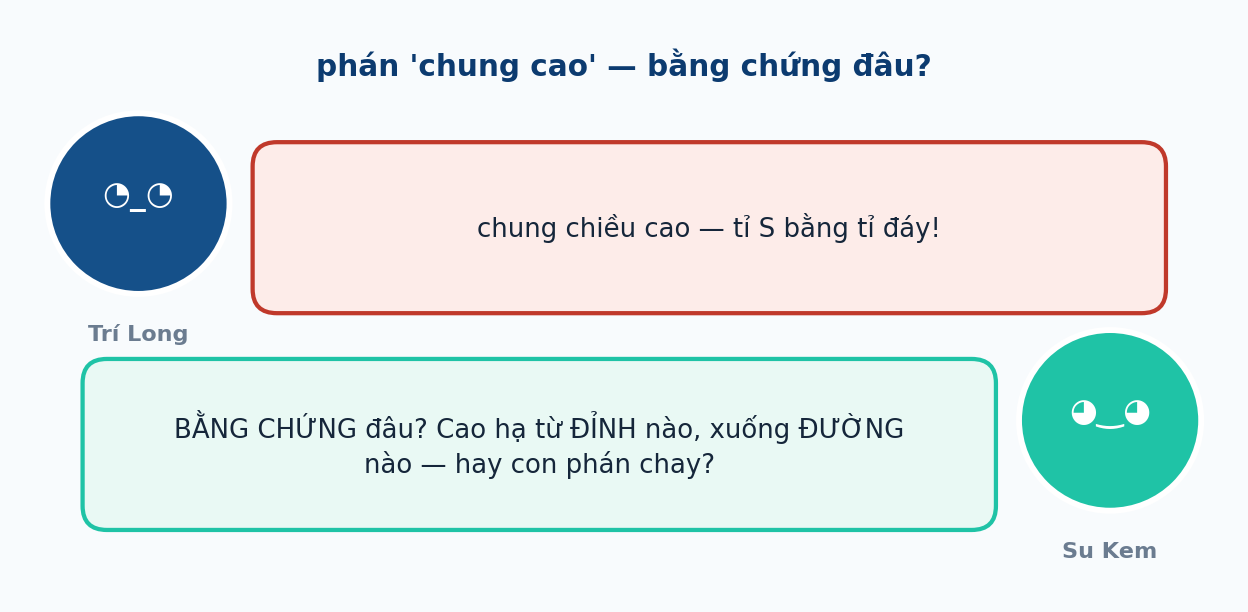 phán 'chung cao' — bằng chứng đâu?
◔_◔
chung chiều cao — tỉ S bằng tỉ đáy!
Trí Long
BẰNG CHỨNG đâu? Cao hạ từ ĐỈNH nào, xuống ĐƯỜNG
nào — hay con phán chay?
◕‿◕
Su Kem